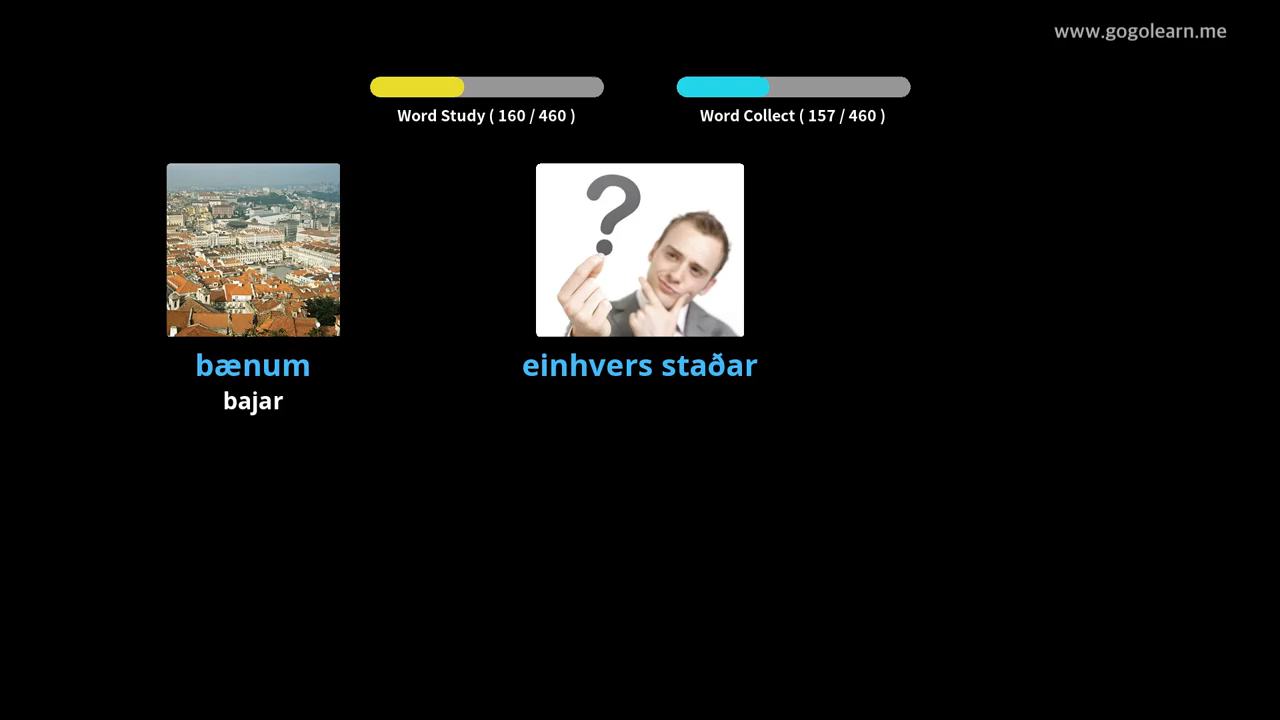 www.gogolearn.me
Word Study ( 160 / 460 )
Word Collect ( 157 / 460 )
bænum
bajar
einhvers staðar